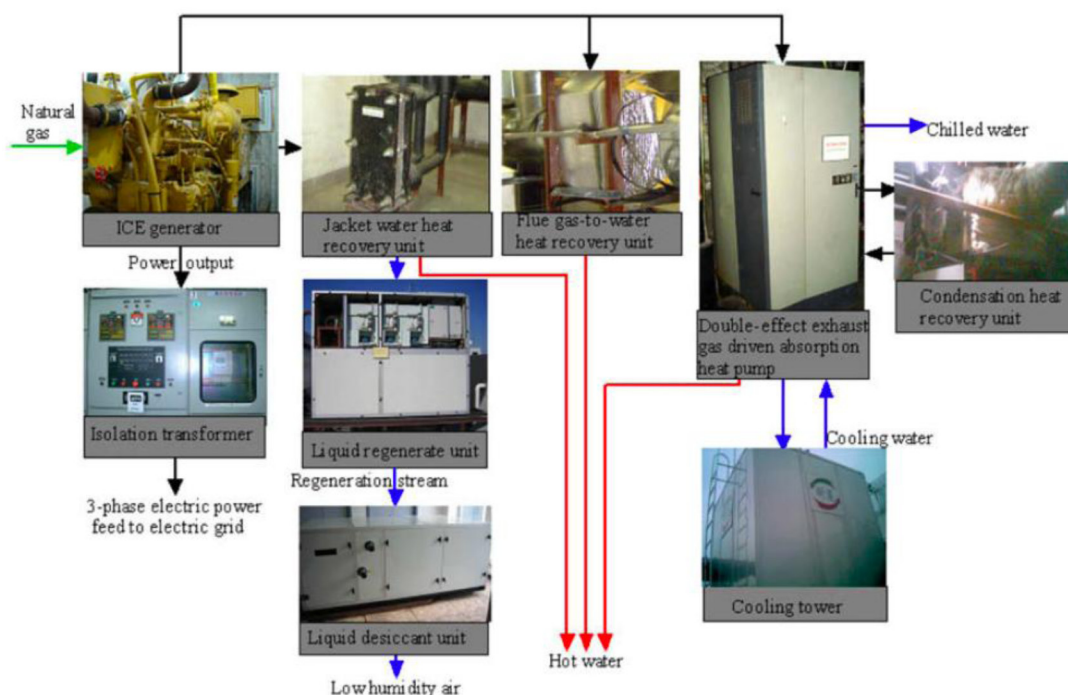 Natural
gas
ICE generator
Jacket water heat
recovery unit
Flue gas-to-water
heat recovery unit
Chilled water
Condensation heat
recovery unit
Double-effect exhaust
gas driven absorption
heat pump
Power output
Isolation transformer
3-phase electric power
feed to electric grid
Liquid regenerate unit
Regeneration stream
Liquid desiccant unit
Low humidity air
Hot water
Cooling water
Cooling tower